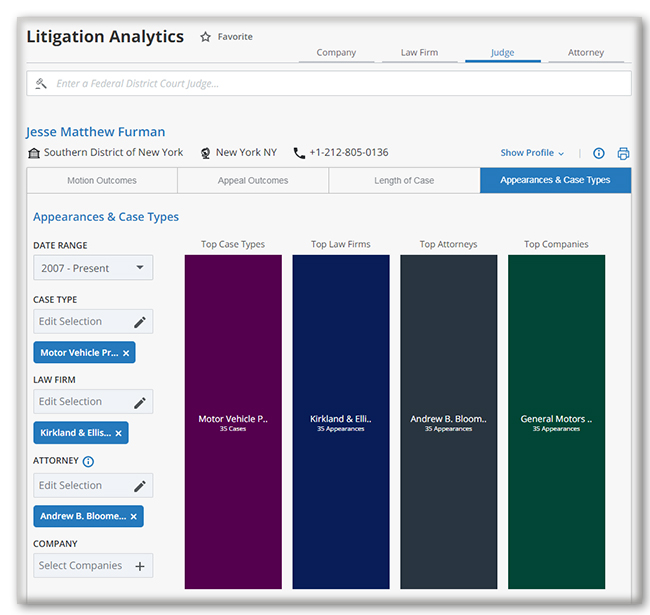 Litigation Analytics
Favorite
Company
Law Firm
Judge
Attorney
Enter a Federal District Court Judge...
Jesse Matthew Furman
Southern District of New York
New York NY
+1-212-805-0136
Show Profile
Motion Outcomes
Appeal Outcomes
Length of Case
Appearances & Case Types
Appearances & Case Types
DATE RANGE
2007 - Present
CASE TYPE
Edit Selection
Motor Vehicle Pr... ×
LAW FIRM
Edit Selection
Kirkland & Ellis... ×
ATTORNEY
Edit Selection
Andrew B. Bloome... ×
COMPANY
Select Companies +
Top Case Types
Top Law Firms
Top Attorneys
Top Companies
Motor Vehicle P..
35 Cases
Kirkland & Elli..
35 Appearances
Andrew B. Bloom..
35 Appearances
General Motors ..
35 Appearances